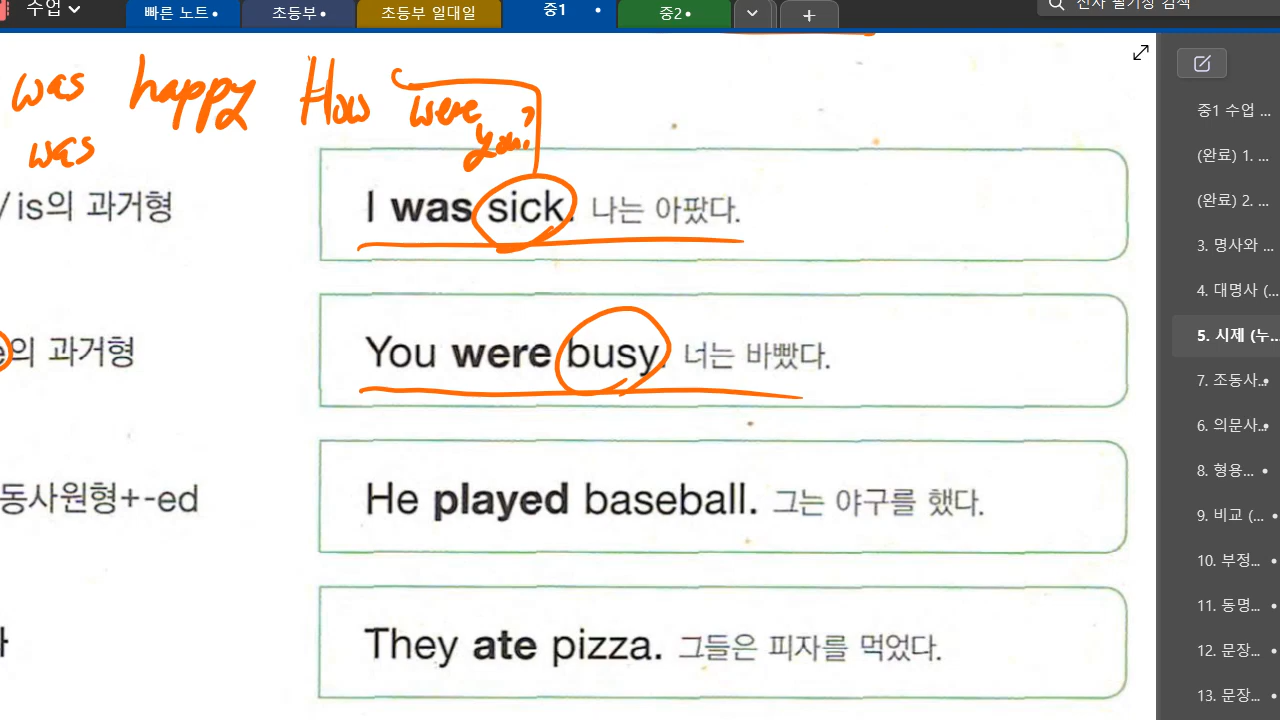 수업
빠른 노트
초등부
초등부 일대일
중1
중2
+
was happy How were you?
was
/ is의 과거형
I was sick. 나는 아팠다.
e의 과거형
You were busy. 너는 바빴다.
동사원형+-ed
He played baseball. 그는 야구를 했다.
They ate pizza. 그들은 피자를 먹었다.
중1 수업 ...
(완료) 1. ...
(완료) 2. ...
3. 명사와 ...
4. 대명사 (...
5. 시제 (누...
7. 조동사...
6. 의문사...
8. 형용...
9. 비교 (...
10. 부정...
11. 동명...
12. 문장...
13. 문장...